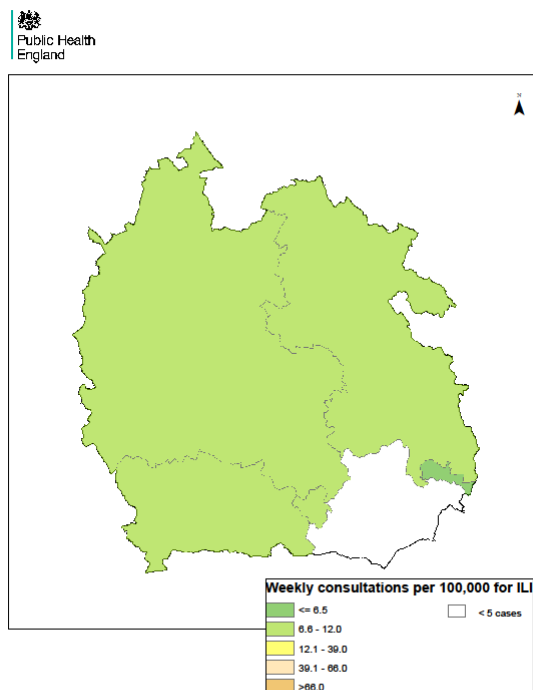 Public Health
England
N
Weekly consultations per 100,000 for ILI
<= 6.5
6.6 - 12.0
12.1 - 39.0
39.1 - 66.0
>66.0
< 5 cases